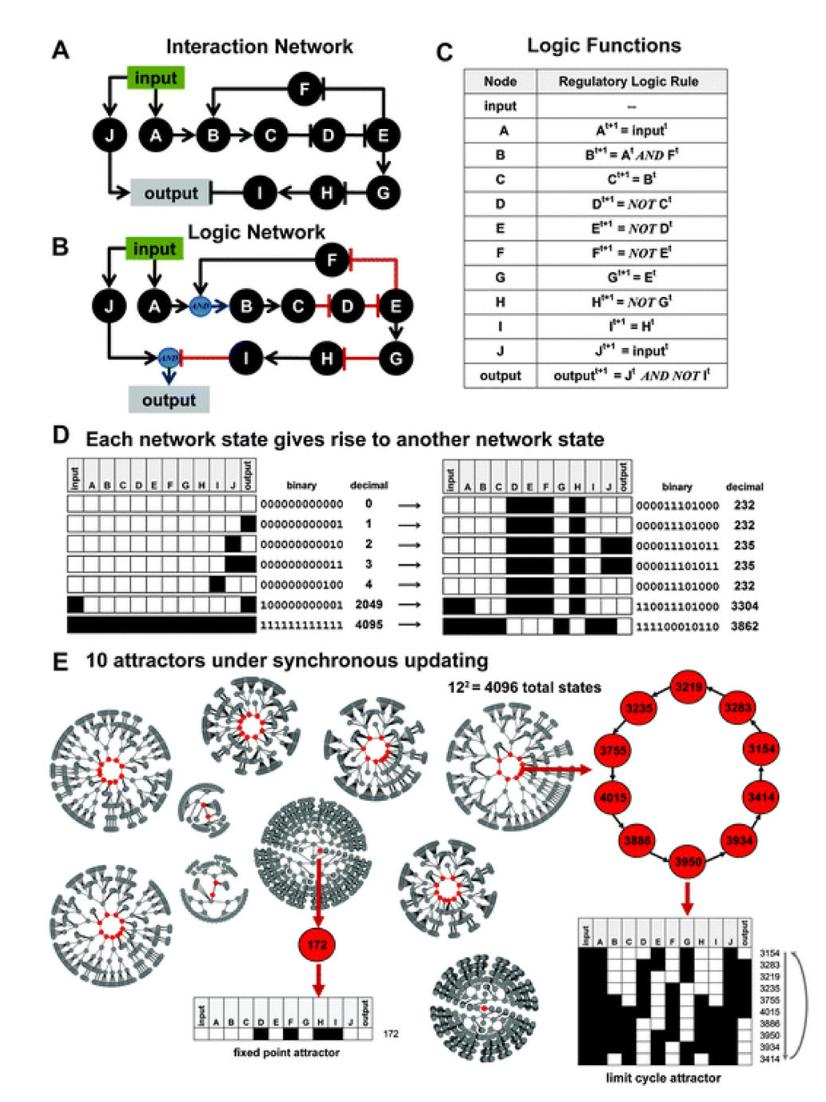 A
Interaction Network
input
F
J
A
B
C
D
E
output
I
H
G
B
Logic Network
input
F
J
A
AND
B
C
D
E
AND
I
H
G
output
C
Logic Functions
Node Regulatory Logic Rule
input --
A A^t+1 = input^t
B B^t+1 = A^t AND F^t
C C^t+1 = B^t
D D^t+1 = NOT C^t
E E^t+1 = NOT D^t
F F^t+1 = NOT E^t
G G^t+1 = E^t
H H^t+1 = NOT G^t
I I^t+1 = H^t
J J^t+1 = input^t
output output^t+1 = J^t AND NOT I^t
D Each network state gives rise to another network state
input A B C D E F G H I J output binary decimal
input A B C D E F G H I J output binary decimal
000000000000 0 → 000011101000 232
000000000001 1 → 000011101000 232
000000000010 2 → 000011101011 235
000000000011 3 → 000011101011 235
000000000100 4 → 000011101000 232
100000000001 2049 → 110011101000 3304
111111111111 4095 → 111100010110 3862
E 10 attractors under synchronous updating
12² = 4096 total states
3219
3235
3283
3755
3154
4015
3414
3886
3934
3950
172
input A B C D E F G H I J output
172
fixed point attractor
input A B C D E F G H I J output
3154
3283
3219
3235
3755
4015
3886
3950
3934
3414
limit cycle attractor